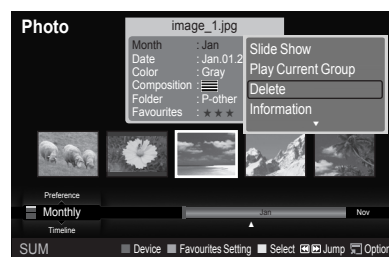 Photo
image_1.jpg
Month : Jan
Date : Jan.01.2
Color : Gray
Composition :
Folder : P-other
Favourites : ★ ★ ★
Slide Show
Play Current Group
Delete
Information
Preference
Monthly
Timeline
Jan
Nov
SUM
Device Favourites Setting Select Jump Option